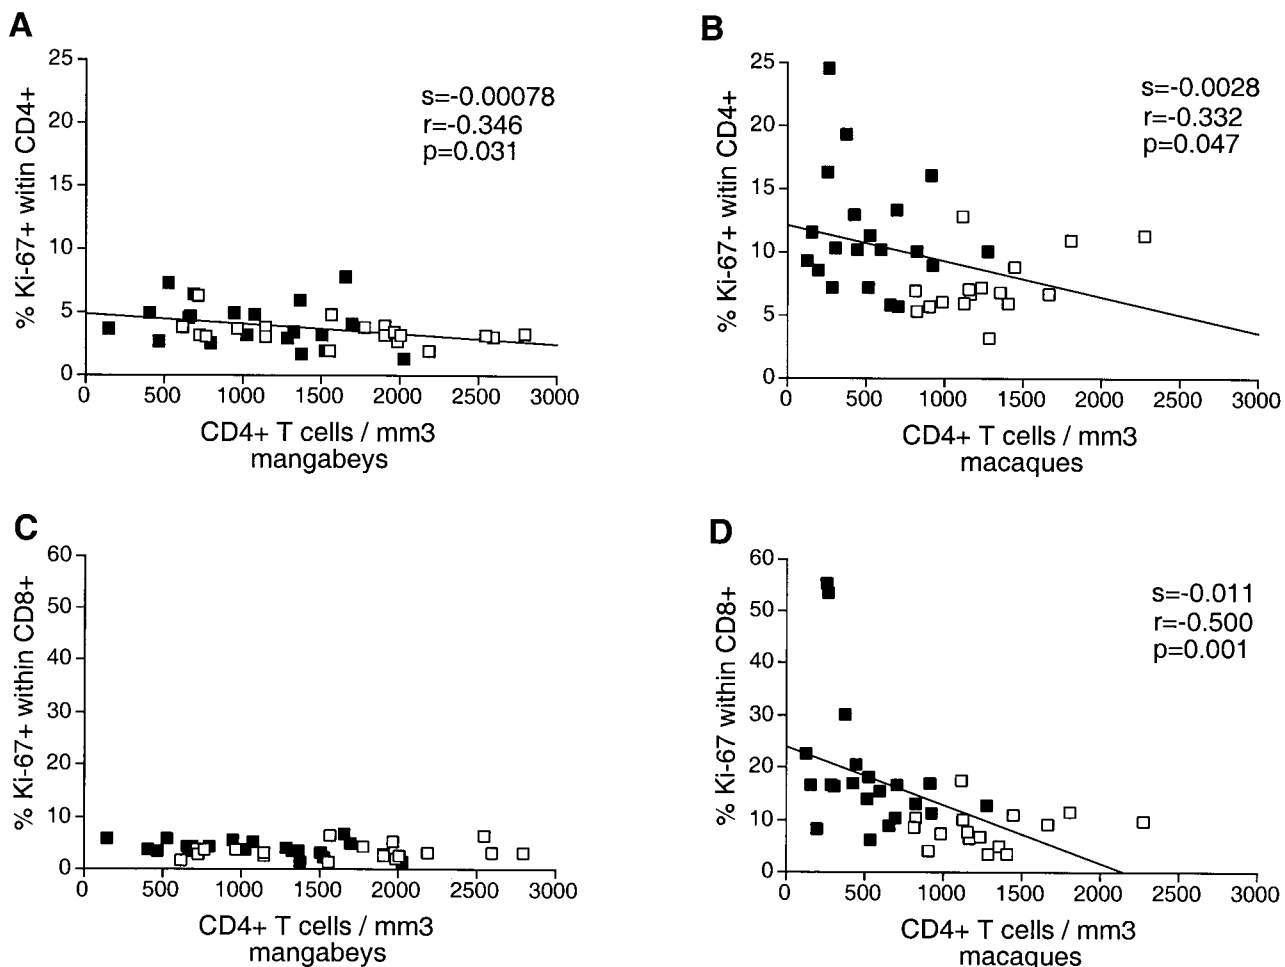 A
25
20
15
10
5
0
% Ki-67+ witin CD4+
s=-0.00078
r=-0.346
p=0.031
0 500 1000 1500 2000 2500 3000
CD4+ T cells / mm3
mangabeys
B
25
20
15
10
5
0
% Ki-67+ witin CD4+
s=-0.0028
r=-0.332
p=0.047
0 500 1000 1500 2000 2500 3000
CD4+ T cells / mm3
macaques
C
60
50
40
30
20
10
0
% Ki-67+ within CD8+
0 500 1000 1500 2000 2500 3000
CD4+ T cells / mm3
mangabeys
D
60
50
40
30
20
10
0
% Ki-67 within CD8+
s=-0.011
r=-0.500
p=0.001
0 500 1000 1500 2000 2500 3000
CD4+ T cells / mm3
macaques